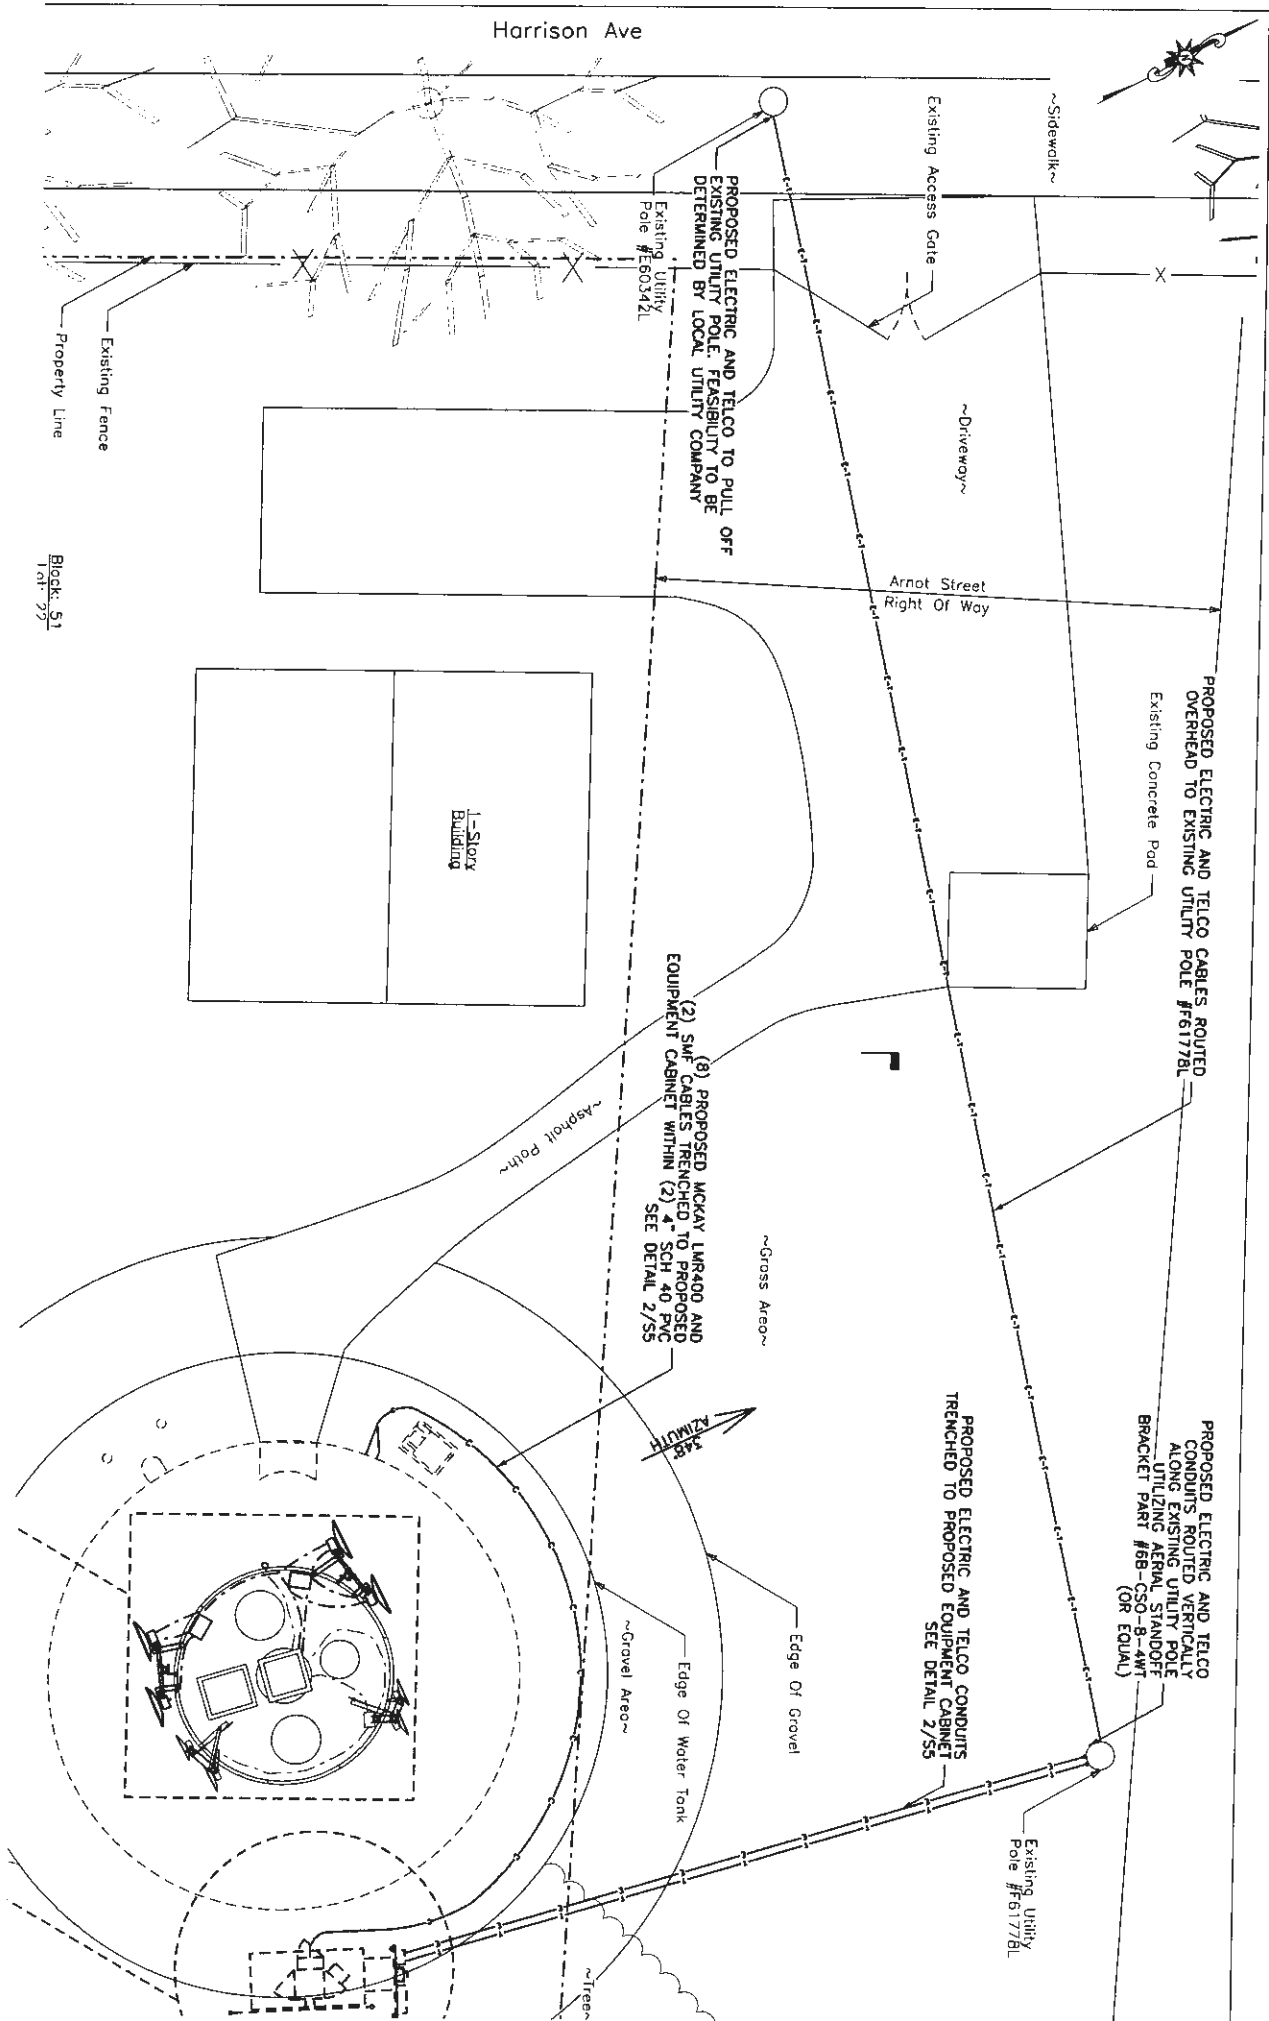 Harrison Ave
N
~Sidewalk~
Existing Access Gate
Existing Utility
Pole #E60342L
PROPOSED ELECTRIC AND TELCO TO PULL OFF
EXISTING UTILITY POLE. FEASIBILITY TO BE
DETERMINED BY LOCAL UTILITY COMPANY
Existing Fence
Property Line
~Driveway~
Block: 51
Lot: 22
Arnot Street
Right Of Way
1-Story
Building
Existing Concrete Pad
PROPOSED ELECTRIC AND TELCO CABLES ROUTED
OVERHEAD TO EXISTING UTILITY POLE #F61778L
(8) PROPOSED MCKAY LMR400 AND
(2) SMF CABLES TRENCHED TO PROPOSED
EQUIPMENT CABINET WITHIN (2) 4" SCH 40 PVC
SEE DETAIL 2/S5
~Asphalt Path~
~Grass Area~
348°
AZIMUTH
PROPOSED ELECTRIC AND TELCO
CONDUITS ROUTED VERTICALLY
ALONG EXISTING UTILITY POLE
UTILIZING AERIAL STANDOFF
BRACKET PART #6B-CSO-8-4WT
(OR EQUAL)
PROPOSED ELECTRIC AND TELCO CONDUITS
TRENCHED TO PROPOSED EQUIPMENT CABINET
SEE DETAIL 2/S5
Edge Of Gravel
Edge Of Water Tank
~Gravel Area~
Existing Utility
Pole #F61778L
~Tree~